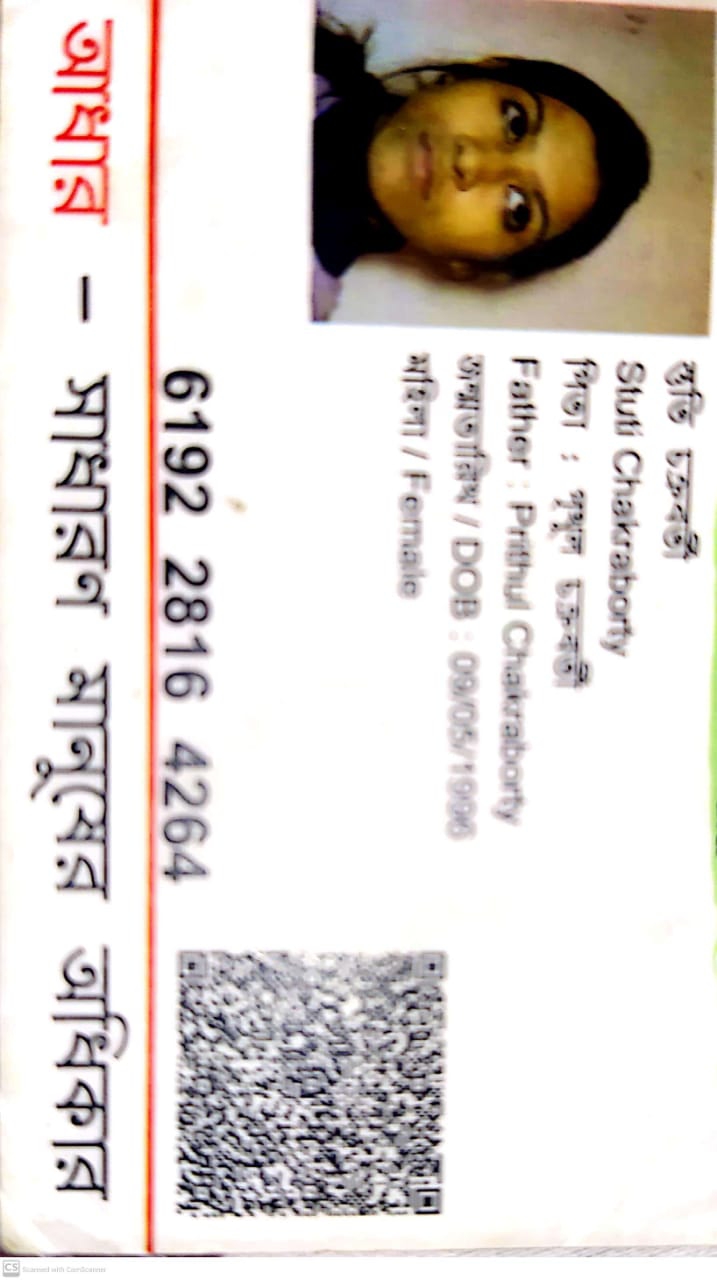 স্তুতি চক্রবর্তী
Stuti Chakraborty
পিতা : পৃথুল চক্রবর্তী
Father : Prithul Chakraborty
জন্মতারিখ / DOB : 09/05/1996
মহিলা / Female
6192 2816 4264
আধার – সাধারণ মানুষের অধিকার
CS Scanned with CamScanner